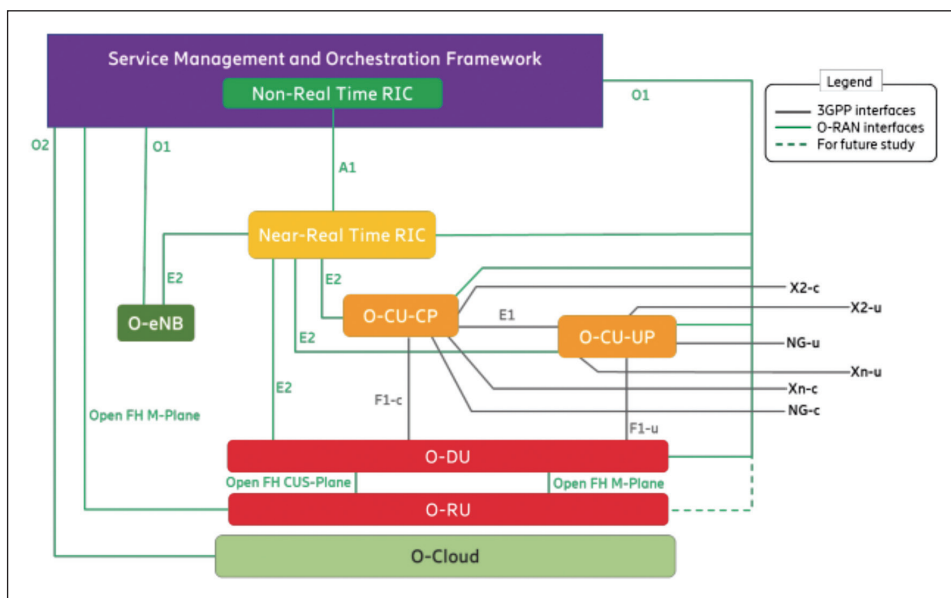 Service Management and Orchestration Framework
Non-Real Time RIC
Legend
3GPP interfaces
O-RAN interfaces
For future study
O1
O2
O1
A1
Near-Real Time RIC
E2
E2
X2-c
O-CU-CP
E1
X2-u
O-eNB
O-CU-UP
E2
NG-u
Xn-u
E2
Xn-c
F1-c
Open FH M-Plane
NG-c
F1-u
O-DU
Open FH CUS-Plane
Open FH M-Plane
O-RU
O-Cloud